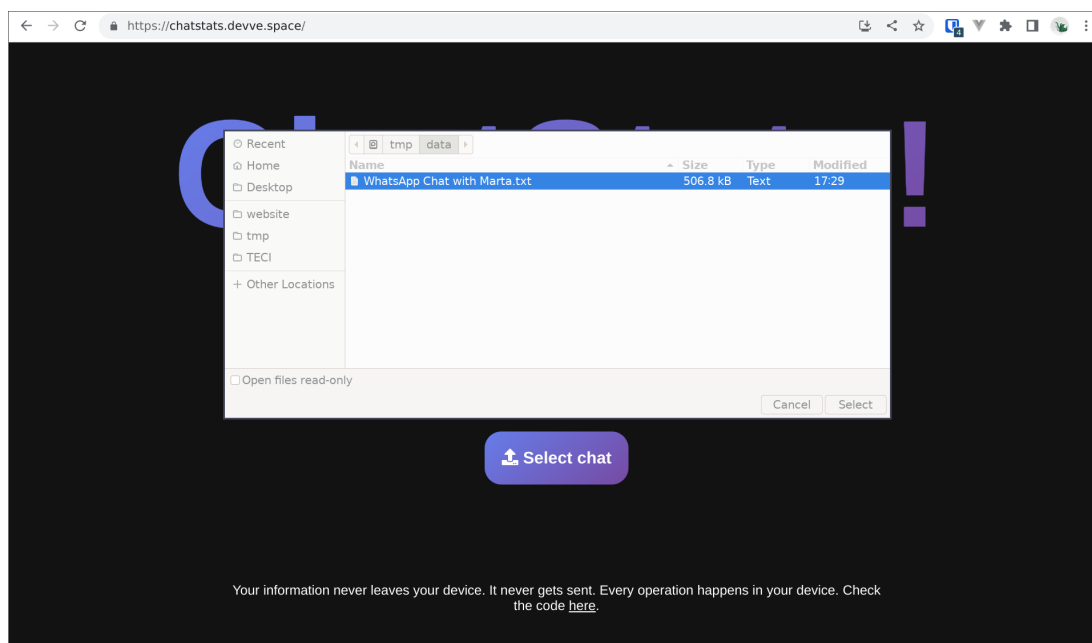 https://chatstats.devve.space/
4
!
Recent
Home
Desktop
website
tmp
TECI
Other Locations
tmp data
Name Size Type Modified
WhatsApp Chat with Marta.txt 506.8 kB Text 17:29
Open files read-only
Cancel Select
Select chat
Your information never leaves your device. It never gets sent. Every operation happens in your device. Check
the code here.